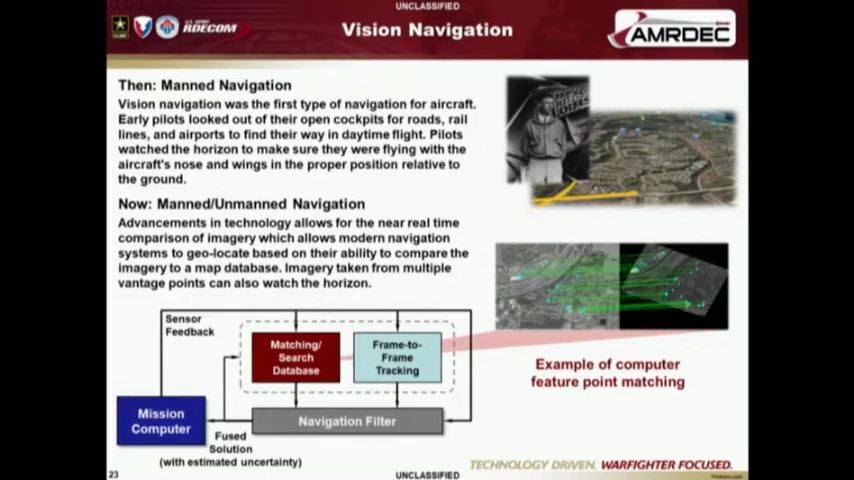 UNCLASSIFIED
U.S. ARMY
RDECOM
Vision Navigation
AMRDEC
Then: Manned Navigation
Vision navigation was the first type of navigation for aircraft.
Early pilots looked out of their open cockpits for roads, rail
lines, and airports to find their way in daytime flight. Pilots
watched the horizon to make sure they were flying with the
aircraft's nose and wings in the proper position relative to
the ground.
Now: Manned/Unmanned Navigation
Advancements in technology allows for the near real time
comparison of imagery which allows modern navigation
systems to geo-locate based on their ability to compare the
imagery to a map database. Imagery taken from multiple
vantage points can also watch the horizon.
Sensor
Feedback
Matching/
Search
Database
Frame-to-
Frame
Tracking
Example of computer
feature point matching
Mission
Computer
Navigation Filter
Fused
Solution
(with estimated uncertainty)
TECHNOLOGY DRIVEN. WARFIGHTER FOCUSED.
23
UNCLASSIFIED